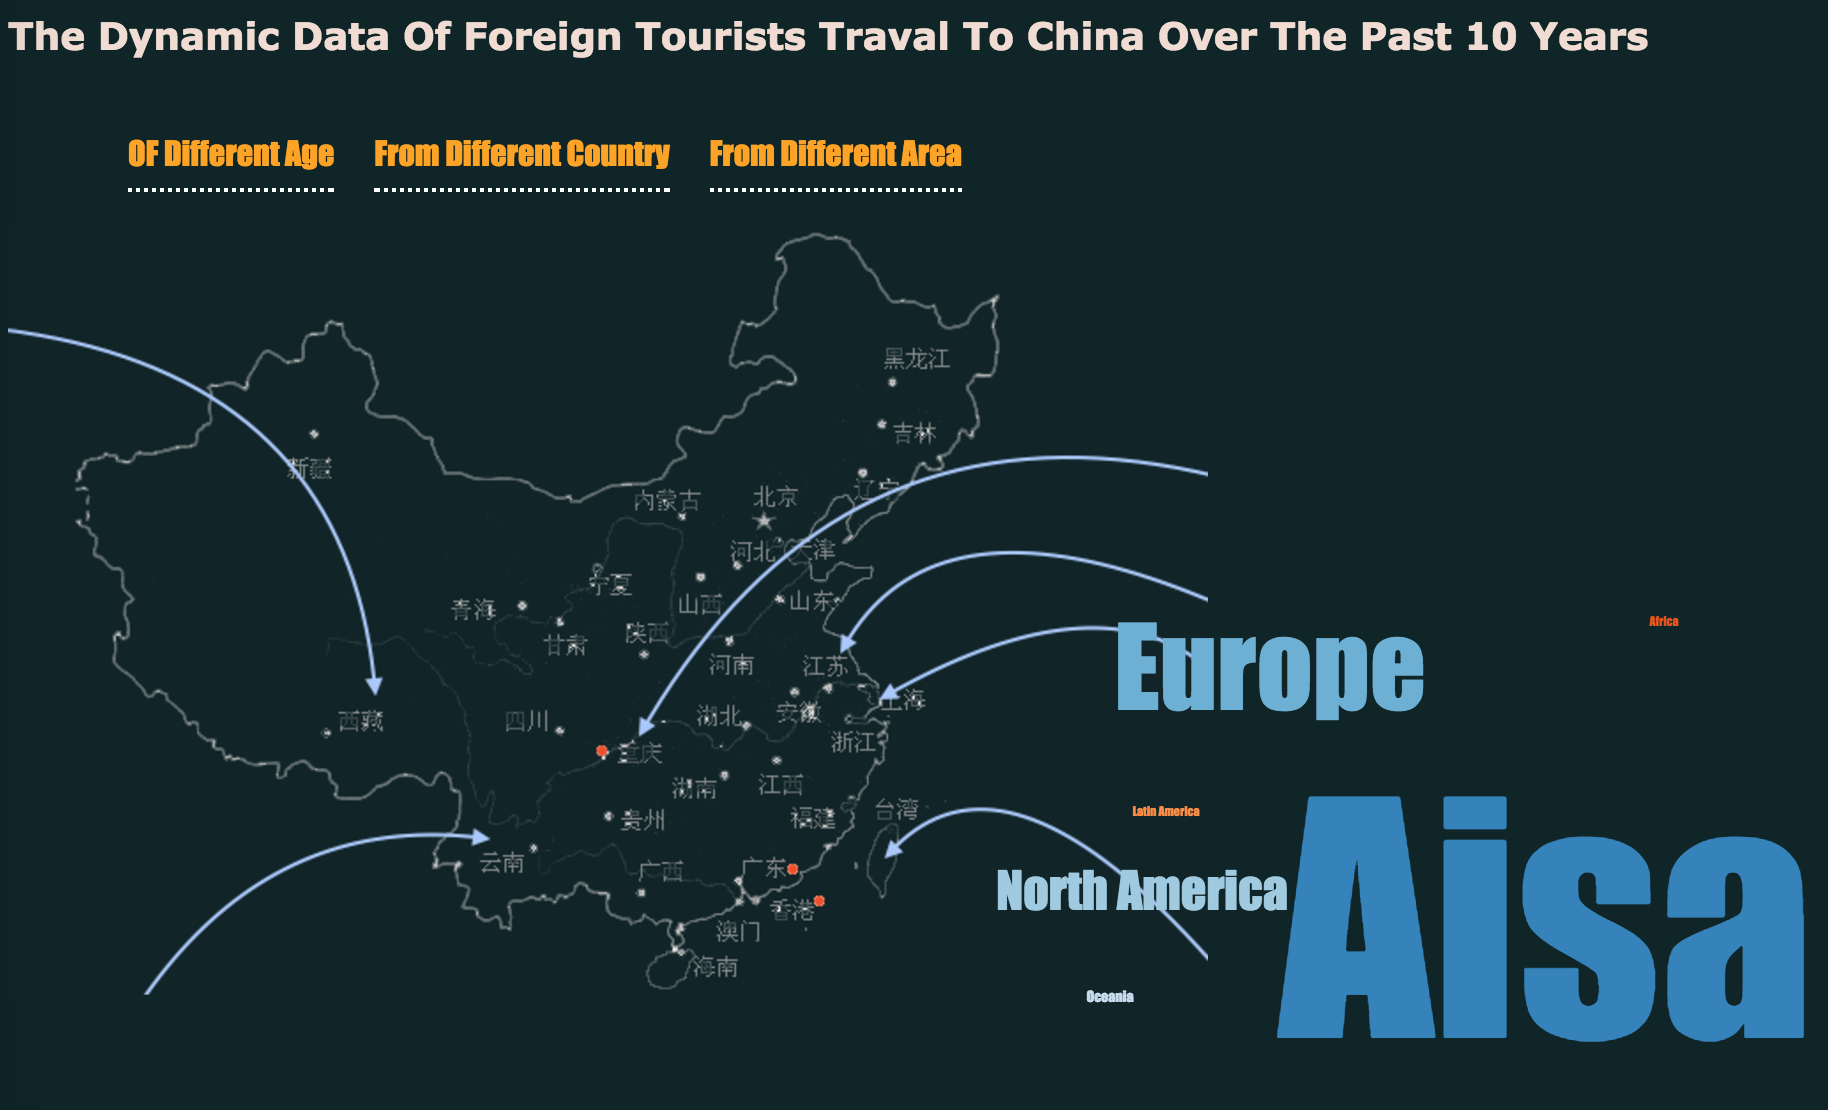 The Dynamic Data Of Foreign Tourists Traval To China Over The Past 10 Years
OF Different Age
From Different Country
From Different Area
黑龙江
吉林
新疆
辽宁
内蒙古
北京
河北
天津
宁夏
青海
山西
山东
陕西
甘肃
河南
江苏
Europe
Africa
上海
西藏
四川
湖北
安徽
浙江
重庆
湖南
江西
Latin America
台湾
贵州
福建
云南
广西
广东
North America
Aisa
香港
澳门
海南
Oceania